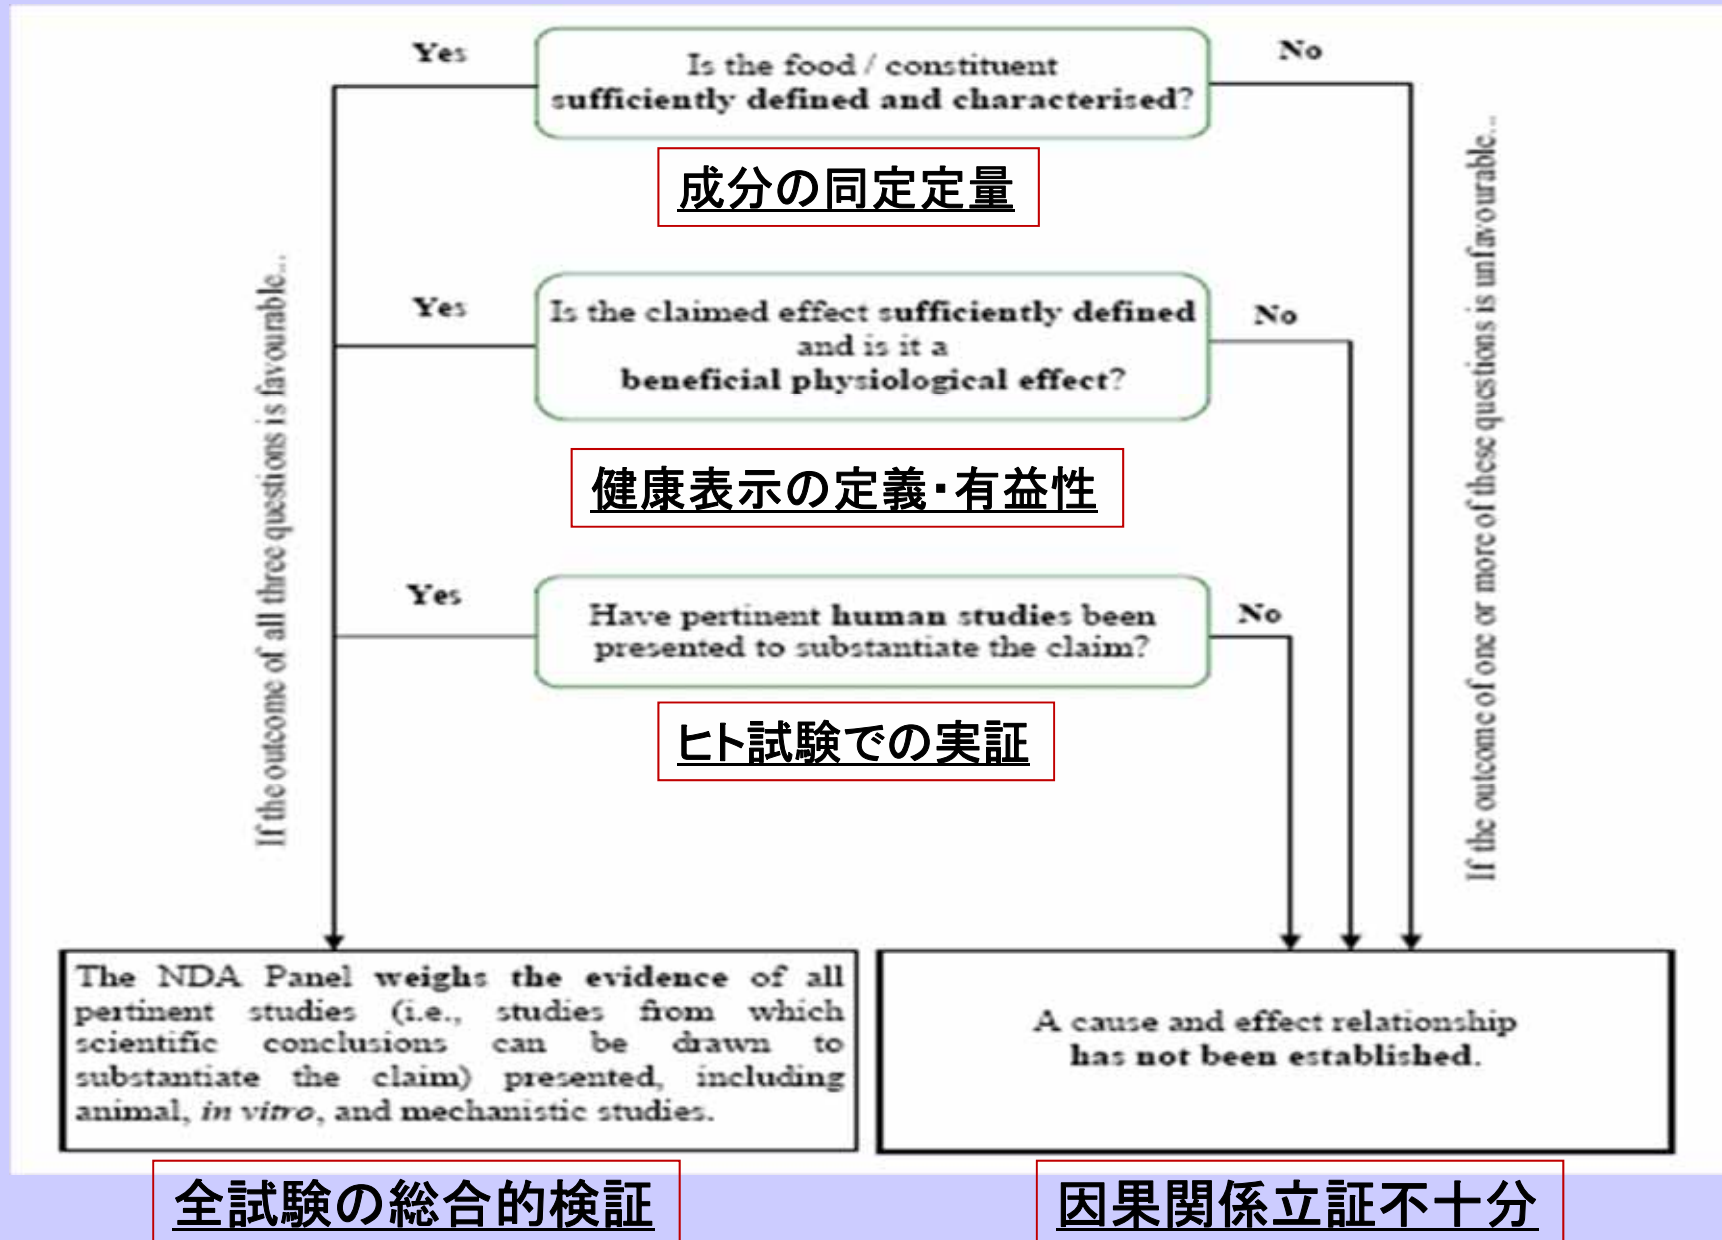 Yes
Is the food / constituent
sufficiently defined and characterised?
No
成分の同定定量
Yes
Is the claimed effect sufficiently defined
and is it a
beneficial physiological effect?
No
健康表示の定義・有益性
Yes
Have pertinent human studies been
presented to substantiate the claim?
No
ヒト試験での実証
If the outcome of all three questions is favourable...
If the outcome of one or more of these questions is unfavourable...
The NDA Panel weighs the evidence of all
pertinent studies (i.e., studies from which
scientific conclusions can be drawn to
substantiate the claim) presented, including
animal, in vitro, and mechanistic studies.
A cause and effect relationship
has not been established.
全試験の総合的検証
因果関係立証不十分